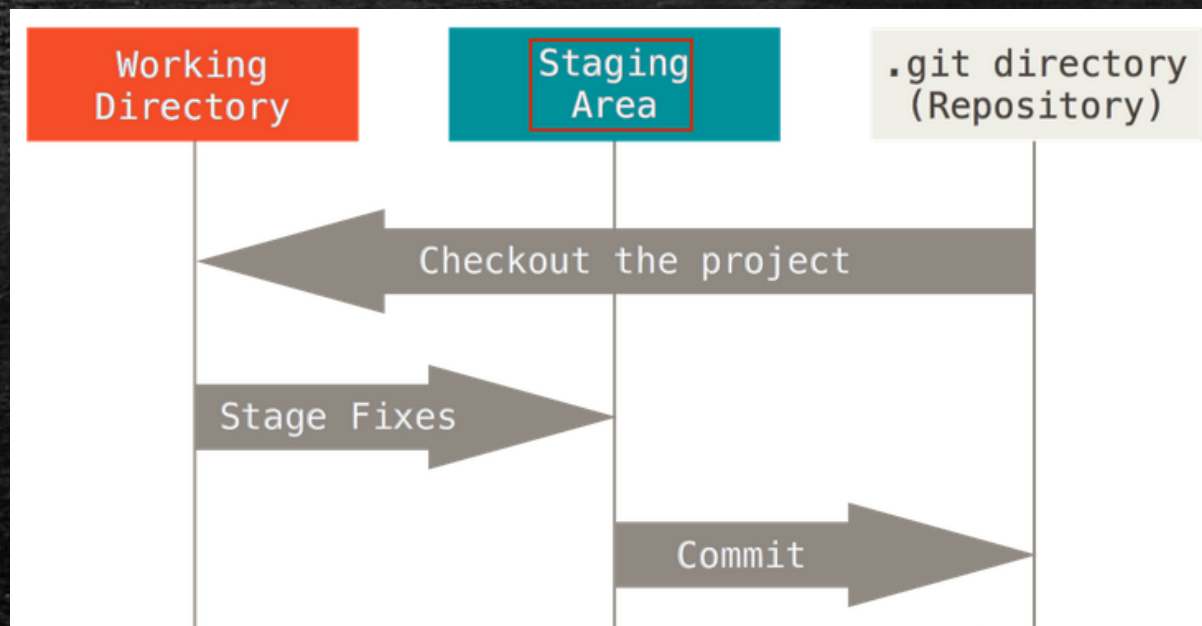 Working
Directory
Staging
Area
.git directory
(Repository)
Checkout the project
Stage Fixes
Commit